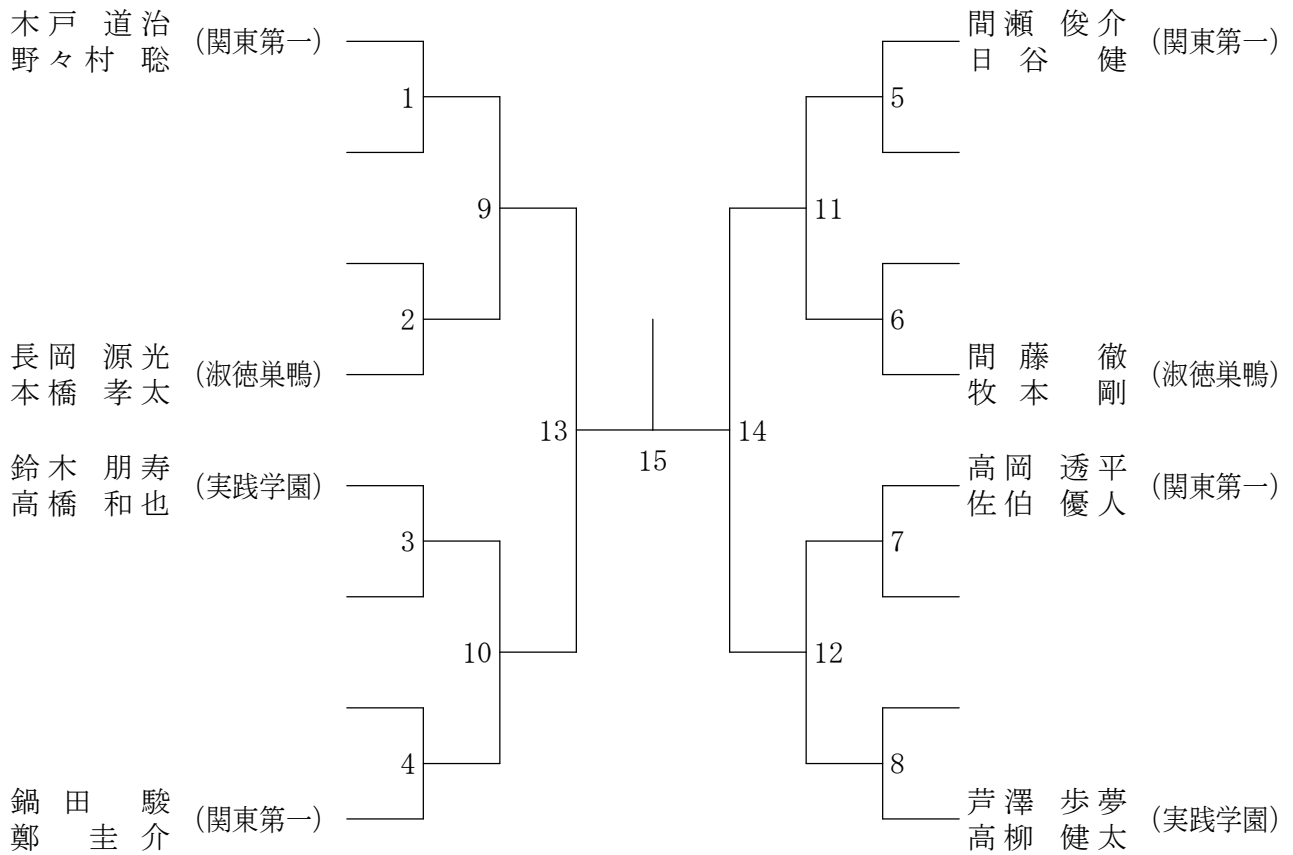 木戸 道治
野々村 聡
(関東第一)
1
9
2
長岡 源光
本橋 孝太
(淑徳巣鴨)
13
鈴木 朋寿
高橋 和也
(実践学園)
3
10
4
鍋田 駿
鄭 圭介
(関東第一)
15
間瀬 俊介
日谷 健
(関東第一)
5
11
6
間藤 徹
牧本 剛
(淑徳巣鴨)
14
高岡 透平
佐伯 優人
(関東第一)
7
12
8
芦澤 歩夢
高柳 健太
(実践学園)